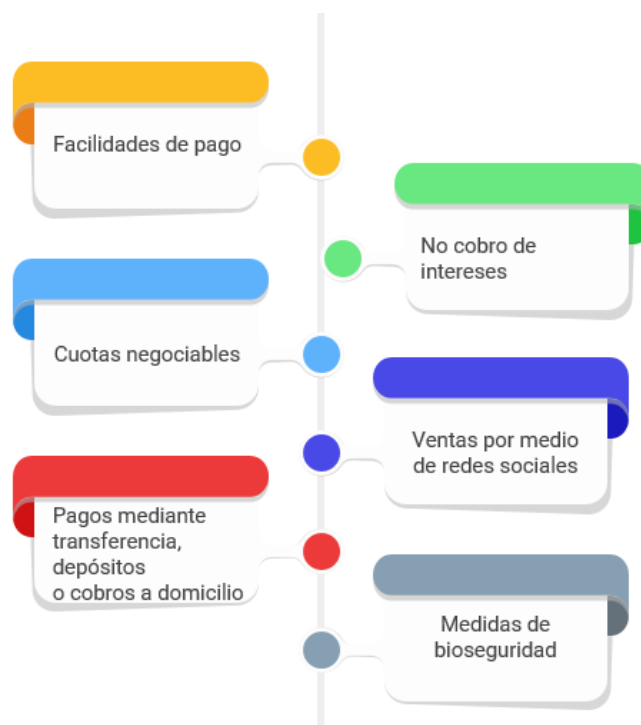 Facilidades de pago
No cobro de
intereses
Cuotas negociables
Ventas por medio
de redes sociales
Pagos mediante
transferencia,
depósitos
o cobros a domicilio
Medidas de
bioseguridad